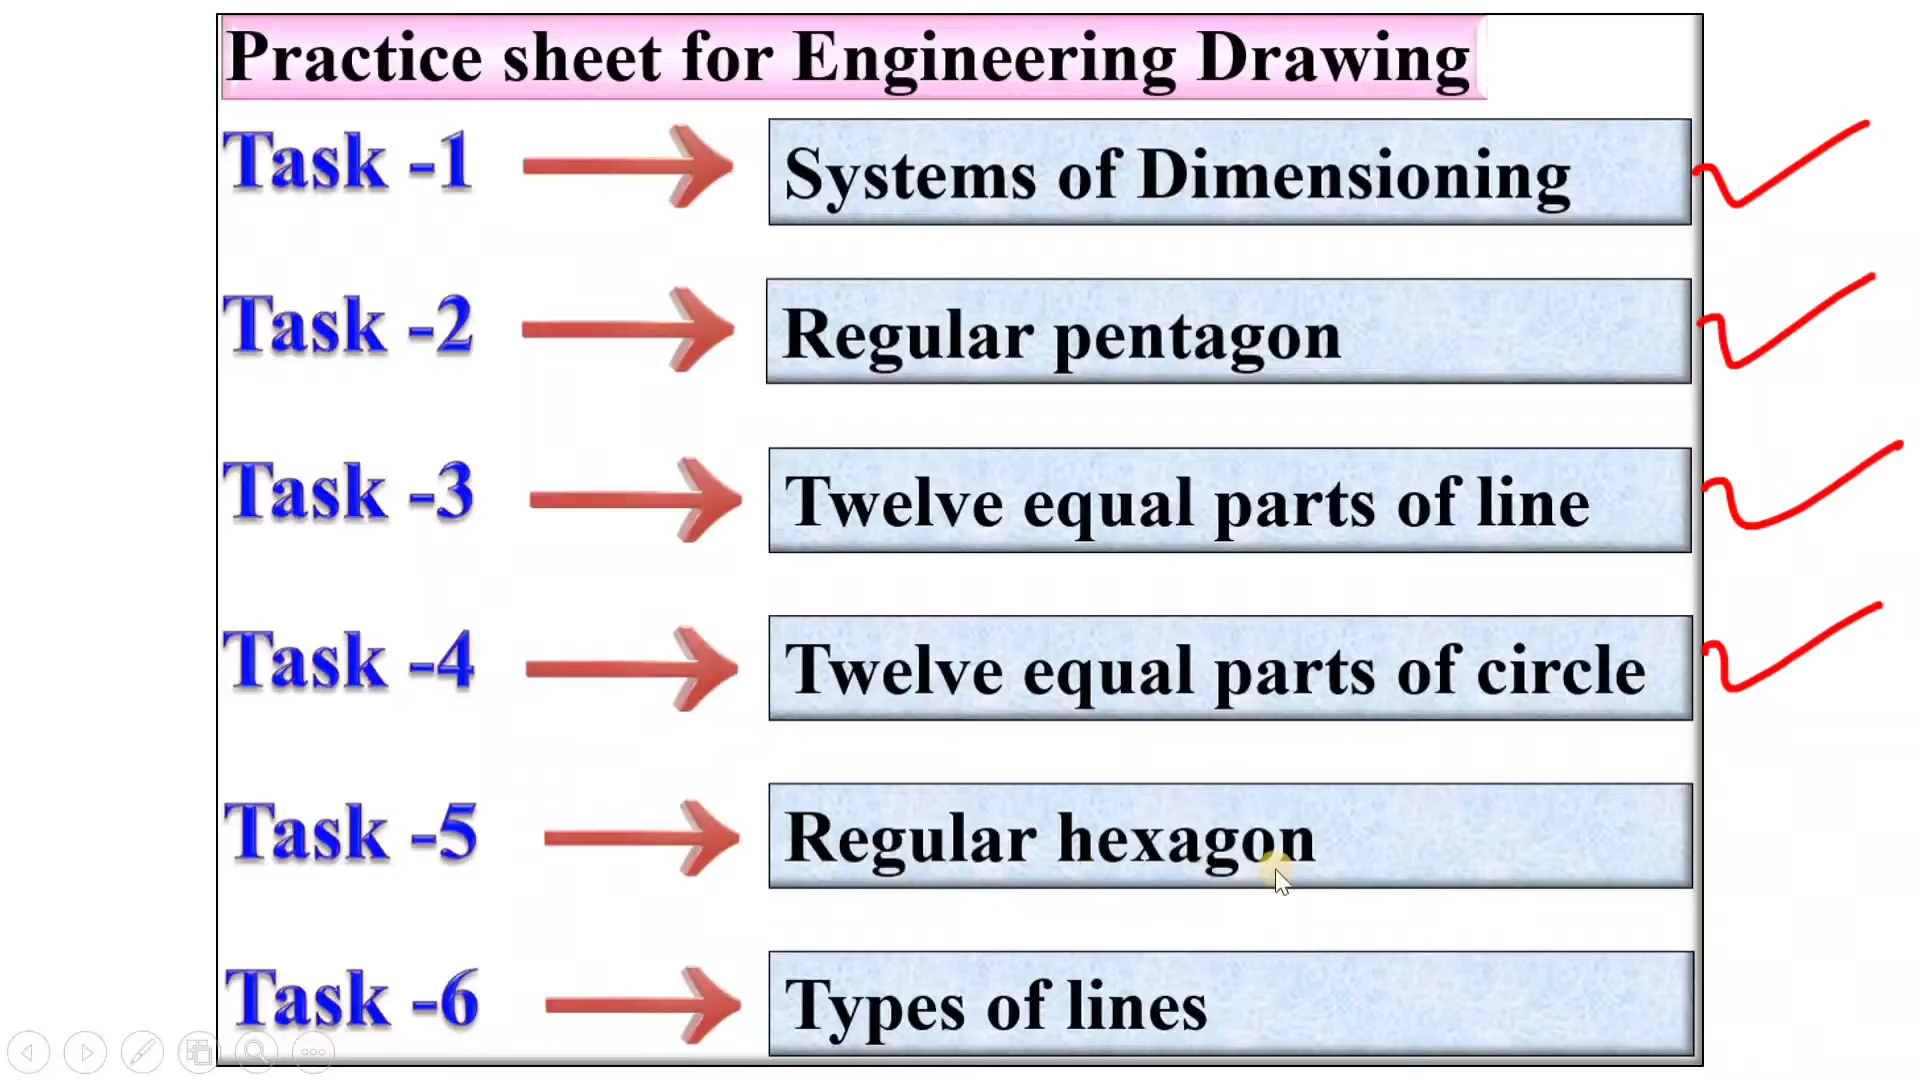 Practice sheet for Engineering Drawing
Task -1 Systems of Dimensioning
Task -2 Regular pentagon
Task -3 Twelve equal parts of line
Task -4 Twelve equal parts of circle
Task -5 Regular hexagon
Task -6 Types of lines